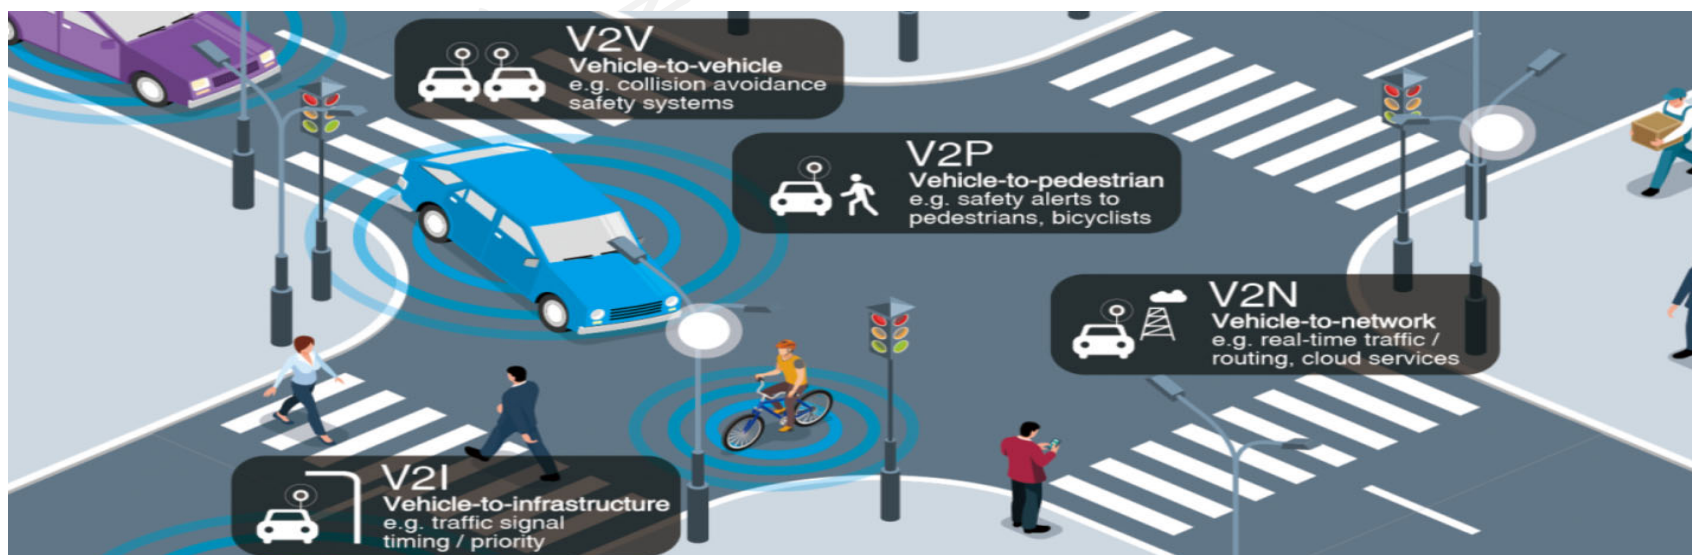 V2V
Vehicle-to-vehicle
e.g. collision avoidance
safety systems
V2P
Vehicle-to-pedestrian
e.g. safety alerts to
pedestrians, bicyclists
V2N
Vehicle-to-network
e.g. real-time traffic /
routing, cloud services
V2I
Vehicle-to-infrastructure
e.g. traffic signal
timing / priority